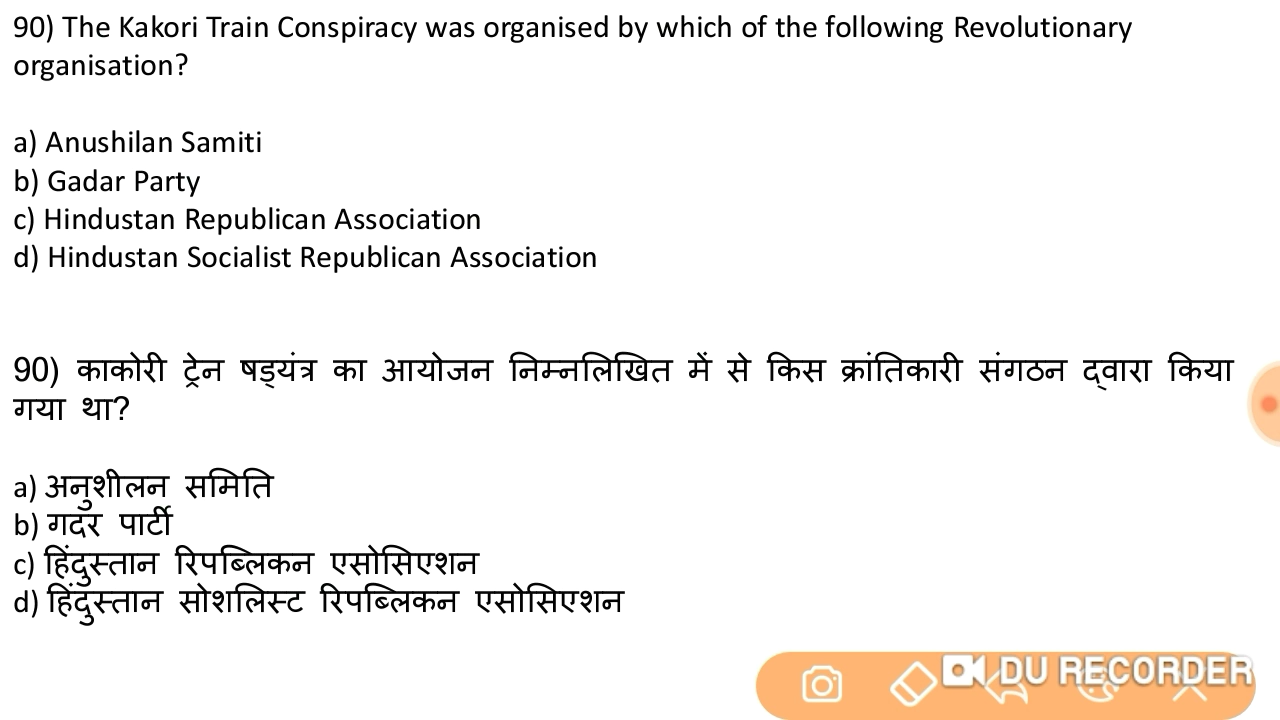 90) The Kakori Train Conspiracy was organised by which of the following Revolutionary
organisation?
a) Anushilan Samiti
b) Gadar Party
c) Hindustan Republican Association
d) Hindustan Socialist Republican Association
90) काकोरी ट्रेन षड्यंत्र का आयोजन निम्नलिखित में से किस क्रांतिकारी संगठन द्वारा किया
गया था?
a) अनुशीलन समिति
b) गदर पार्टी
c) हिंदुस्तान रिपब्लिकन एसोसिएशन
d) हिंदुस्तान सोशलिस्ट रिपब्लिकन एसोसिएशन
DU RECORDER